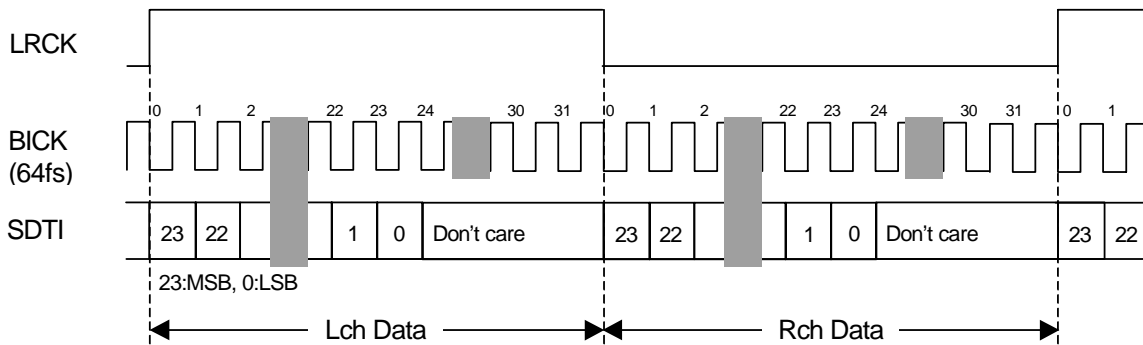 LRCK
0 1 2 22 23 24 30 31 0 1 2 22 23 24 30 31 0 1
BICK
(64fs)
SDTI 23 22 1 0 Don't care 23 22 1 0 Don't care 23 22
23:MSB, 0:LSB
Lch Data Rch Data